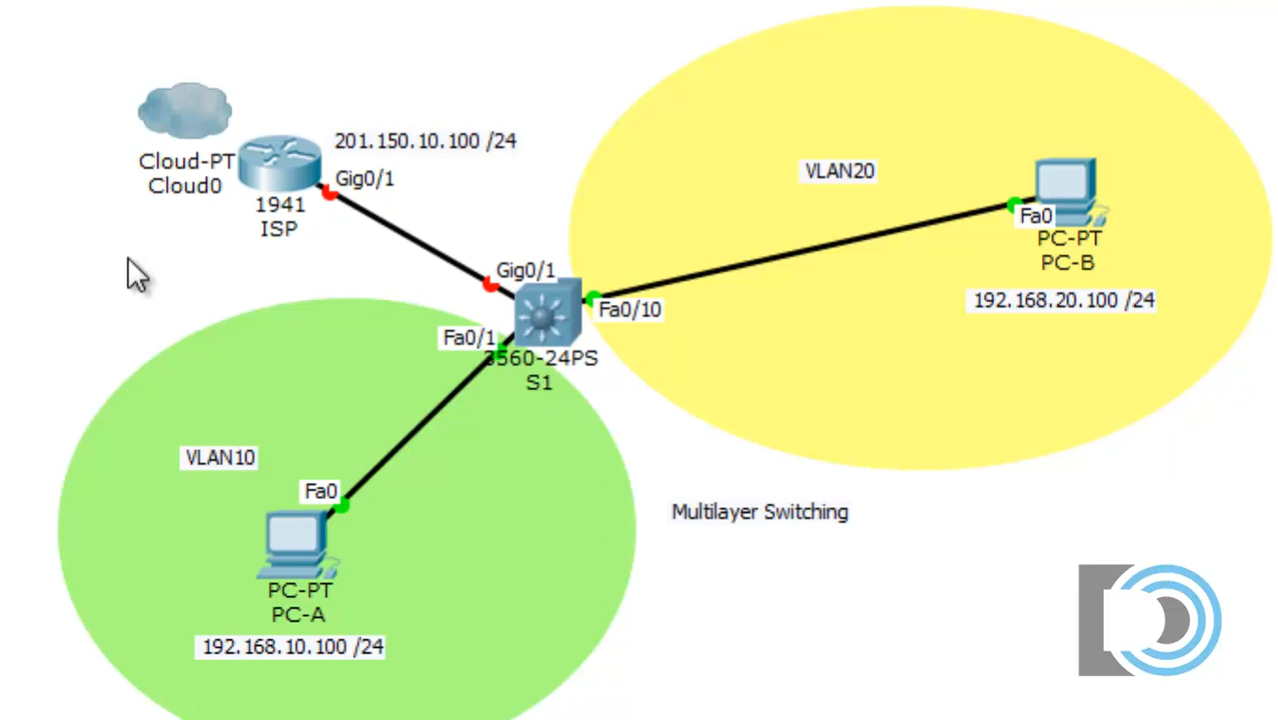 201.150.10.100 /24
Cloud-PT
Cloud0
Gig0/1
1941
ISP
VLAN20
Fa0
PC-PT
PC-B
192.168.20.100 /24
Gig0/1
Fa0/10
Fa0/1
3560-24PS
S1
VLAN10
Fa0
PC-PT
PC-A
192.168.10.100 /24
Multilayer Switching